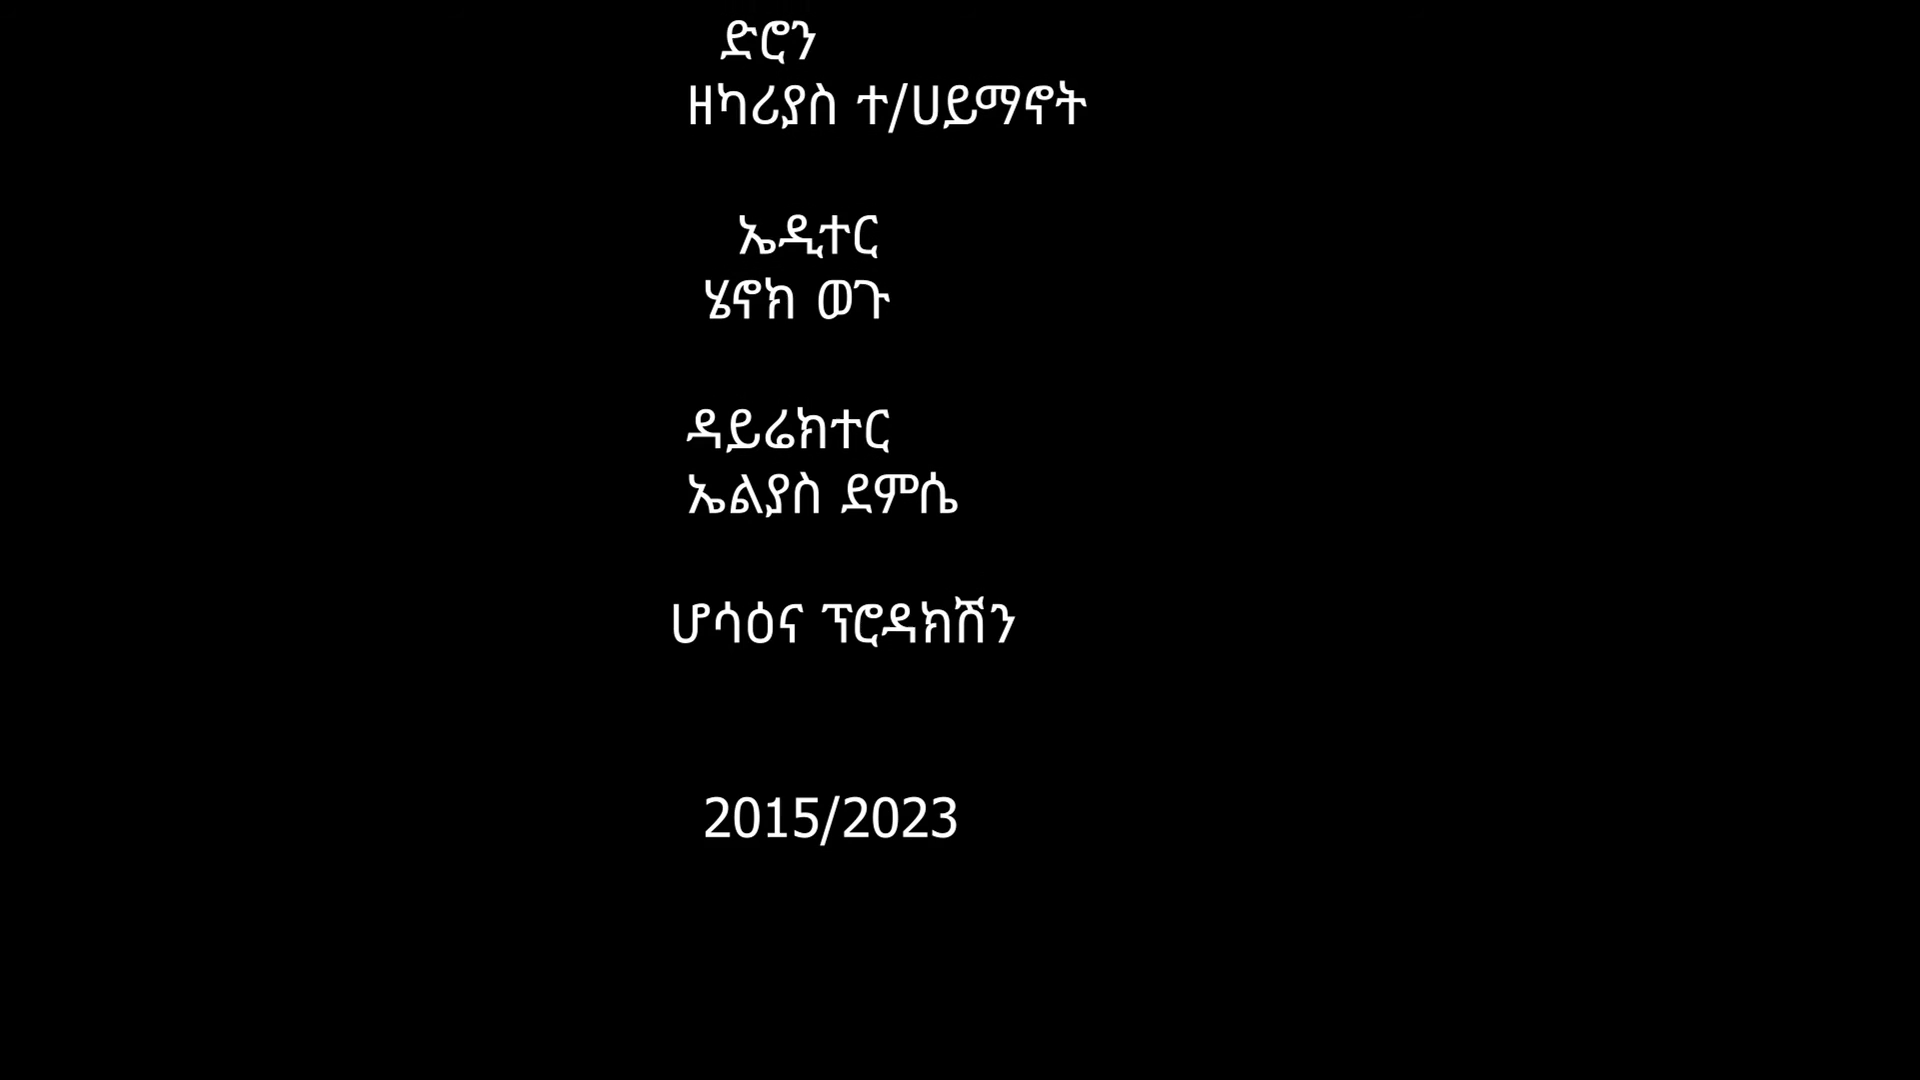 ድሮን
ዘካሪያስ ተ/ሀይማኖት
ኤዲተር
ሄኖክ ወጉ
ዳይሬክተር
ኤልያስ ደምሴ
ሆሳዕና ፕሮዳክሽን
2015/2023